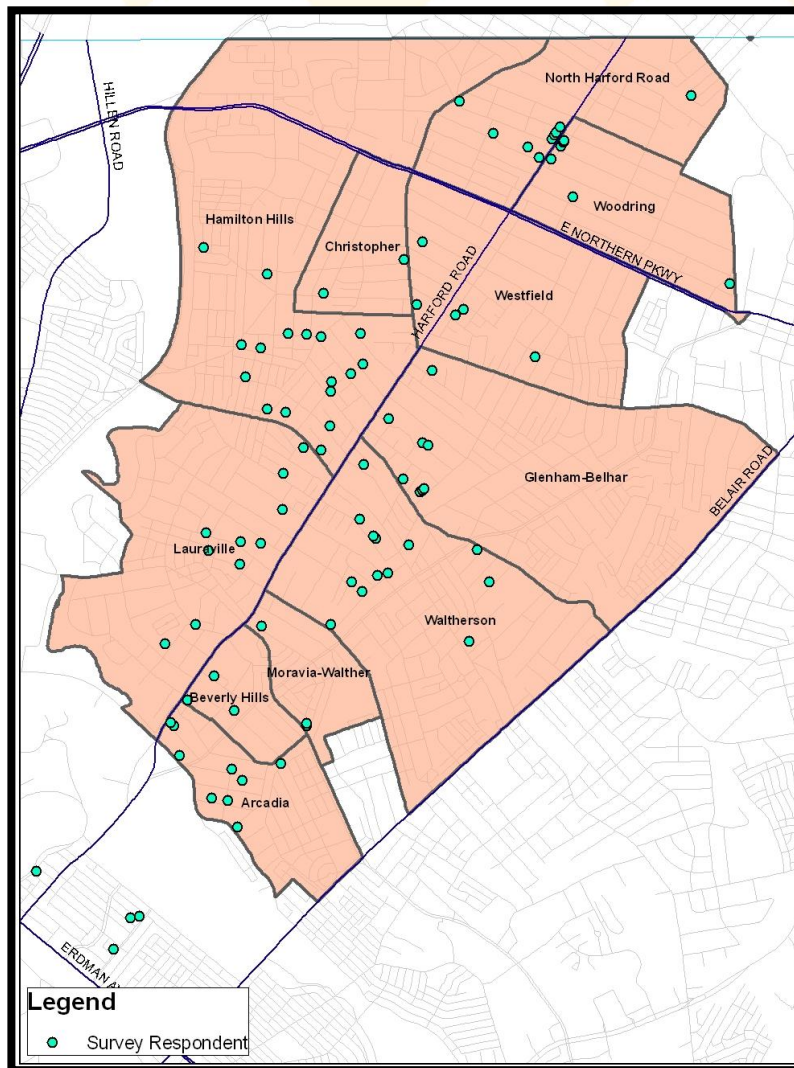 HILLEN ROAD
North Harford Road
Hamilton Hills
Woodring
Christopher
E NORTHERN PKWY
HARFORD ROAD
Westfield
Glenham-Belhar
BELAIR ROAD
Lauraville
Waltherson
Moravia-Walther
Beverly Hills
Arcadia
ERDMAN
Legend
Survey Respondent